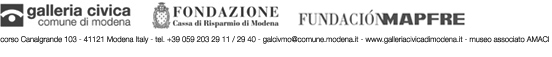 galleria civica
comune di modena
FONDAZIONE
Cassa di Risparmio di Modena
FUNDACIÓNMAPFRE
corso Canalgrande 103 - 41121 Modena Italy - tel. +39 059 203 29 11 / 29 40 - galcivmo@comune.modena.it - www.galleriacivicadimodena.it - museo associato AMACI